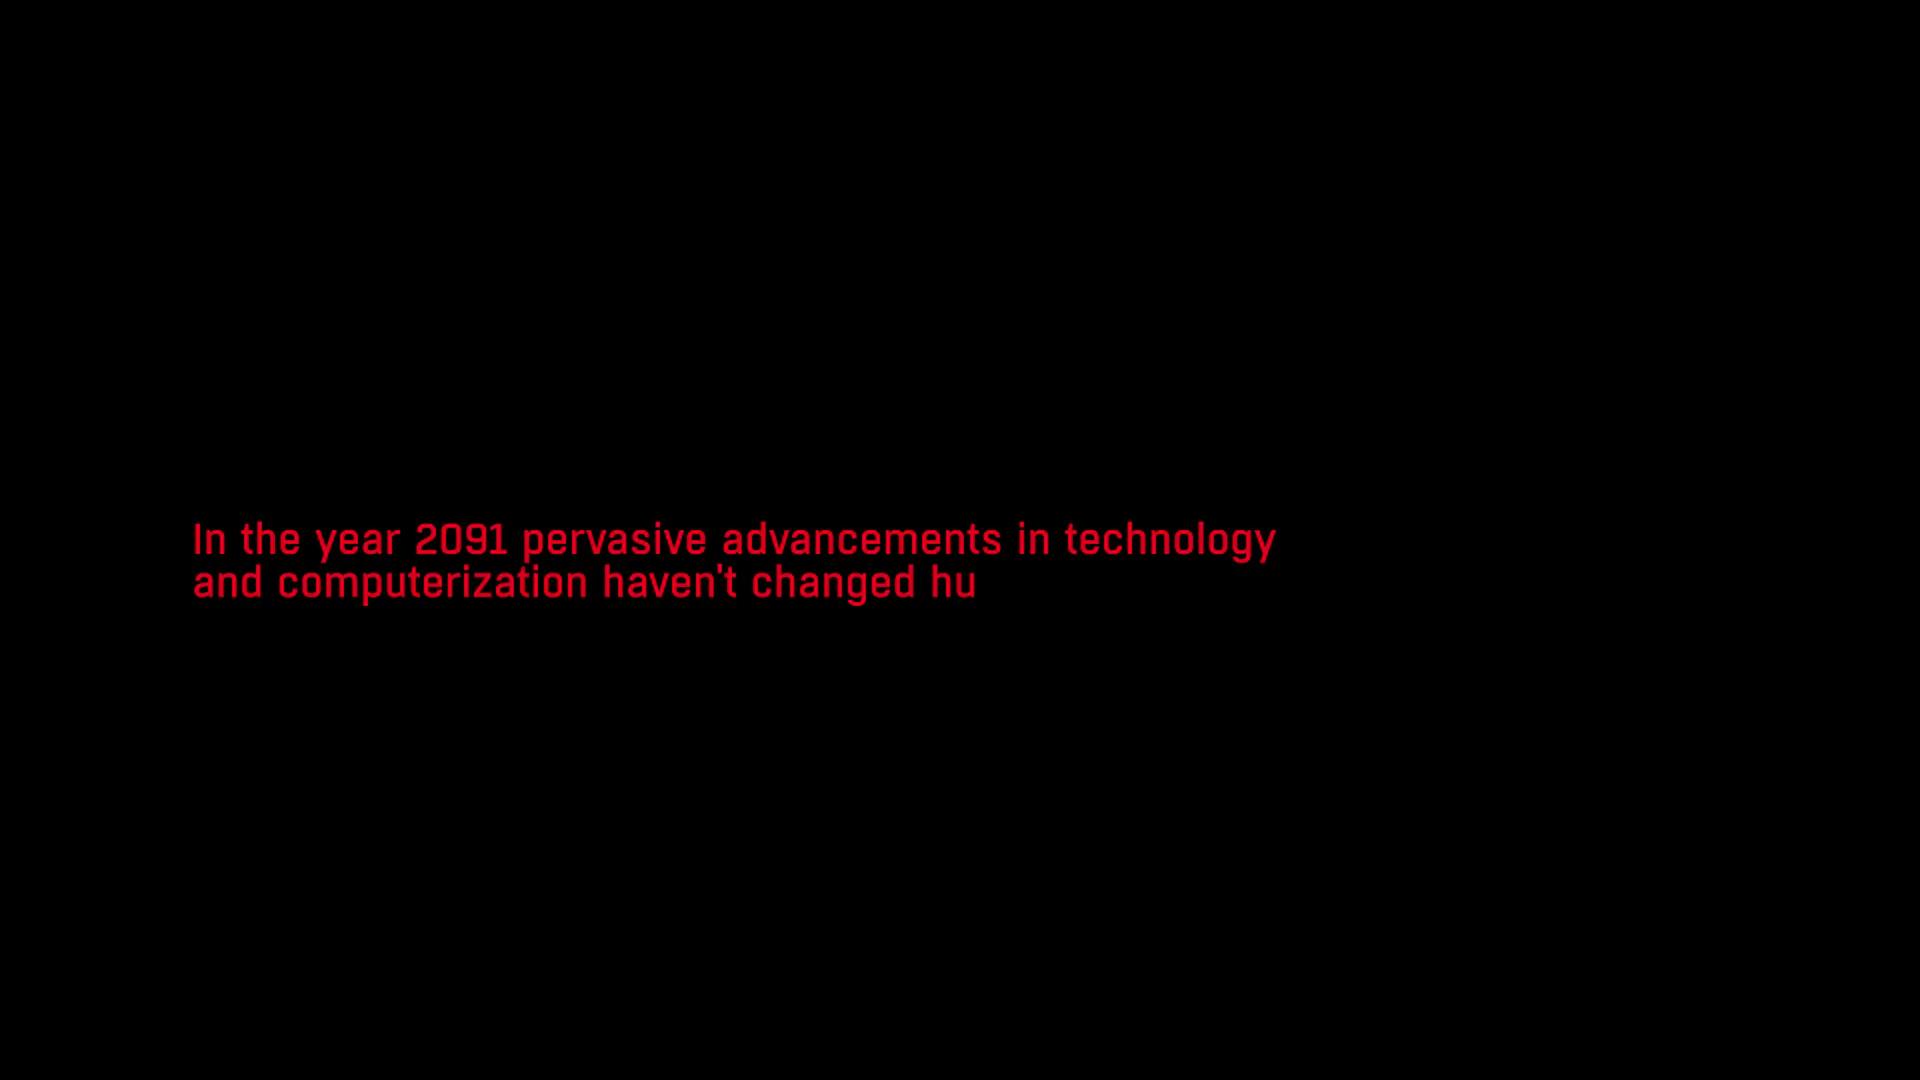 In the year 2091 pervasive advancements in technology
and computerization haven't changed hu